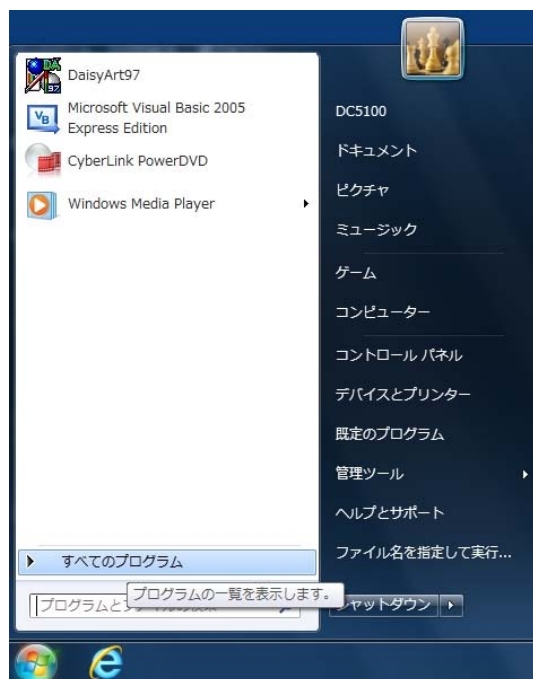 DaisyArt97
Microsoft Visual Basic 2005
Express Edition
CyberLink PowerDVD
Windows Media Player
すべてのプログラム
プログラムの一覧を表示します。
プログラムと
DC5100
ドキュメント
ピクチャ
ミュージック
ゲーム
コンピューター
コントロール パネル
デバイスとプリンター
既定のプログラム
管理ツール
ヘルプとサポート
ファイル名を指定して実行...
シャットダウン